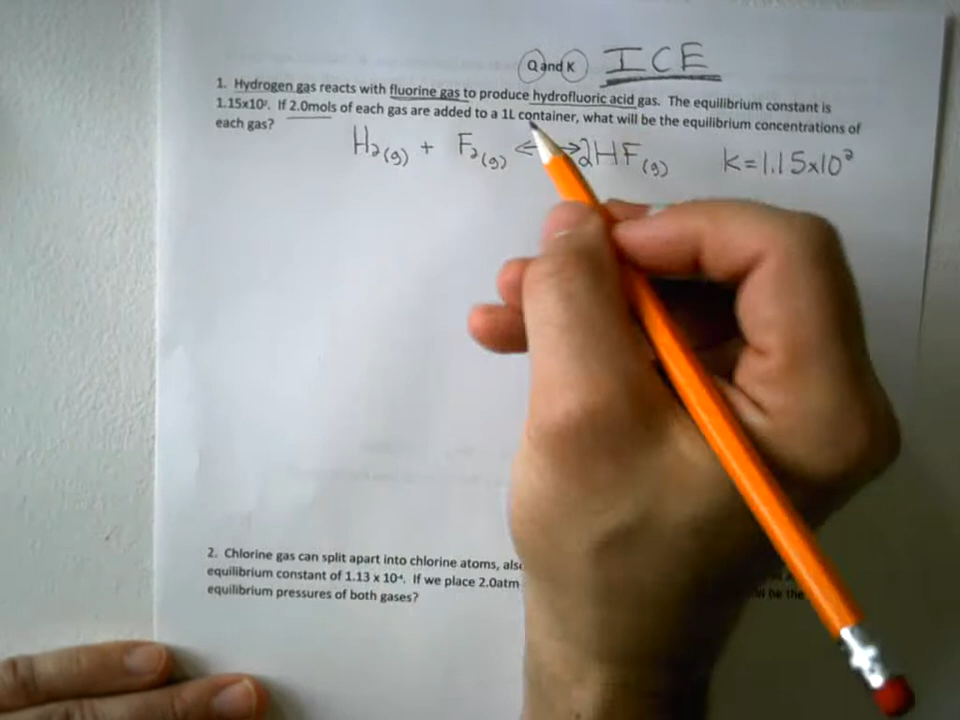 Q and K ICE
1. Hydrogen gas reacts with fluorine gas to produce hydrofluoric acid gas. The equilibrium constant is
1.15x10². If 2.0mols of each gas are added to a 1L container, what will be the equilibrium concentrations of
each gas?
H₂(g) + F₂(g) ⟷ 2HF(g) K=1.15x10²
2. Chlorine gas can split apart into chlorine atoms,
equilibrium constant of 1.13 x 10⁻⁴. If we place 2.0atm be the
equilibrium pressures of both gases?